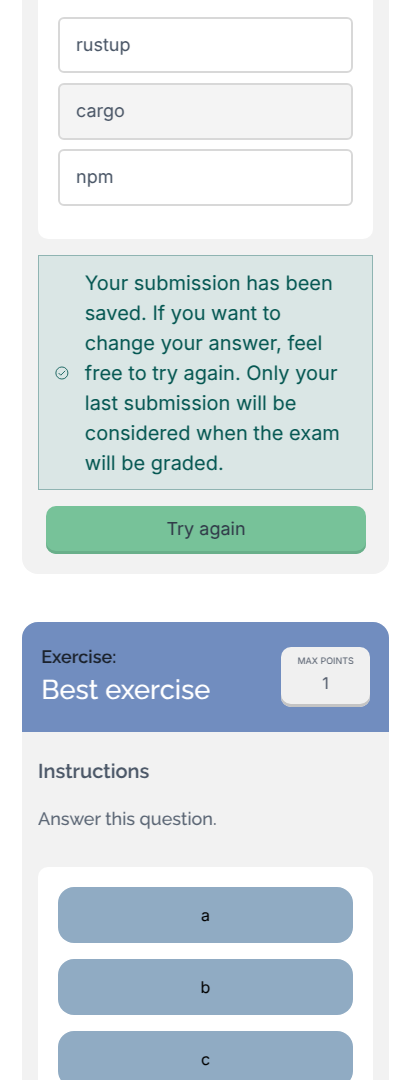 rustup
cargo
npm
Your submission has been
saved. If you want to
change your answer, feel
free to try again. Only your
last submission will be
considered when the exam
will be graded.
Try again
Exercise:
Best exercise
MAX POINTS
1
Instructions
Answer this question.
a
b
c